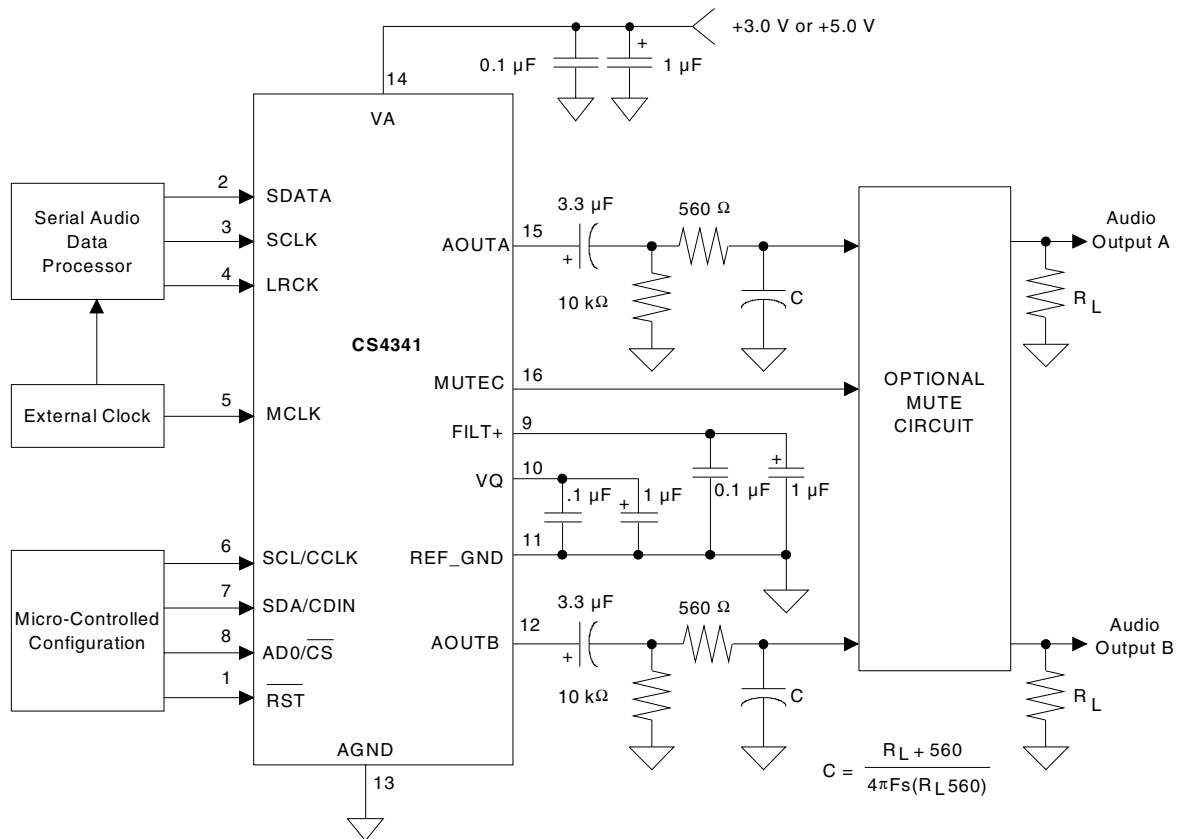 +3.0 V or +5.0 V
0.1 µF
+
1 µF
14
VA
Serial Audio
Data
Processor
2
SDATA
3
SCLK
4
LRCK
External Clock
5
MCLK
CS4341
AOUTA
15
3.3 µF
+
560 Ω
10 kΩ
C
MUTEC
16
FILT+
9
0.1 µF
+
1 µF
VQ
10
.1 µF
+
1 µF
REF_GND
11
OPTIONAL
MUTE
CIRCUIT
Audio
Output A
R L
Micro-Controlled
Configuration
6
SCL/CCLK
7
SDA/CDIN
8
AD0/CS
1
RST
AOUTB
12
3.3 µF
+
560 Ω
10 kΩ
C
Audio
Output B
R L
AGND
13
C = R L + 560
4πFs(R L 560)